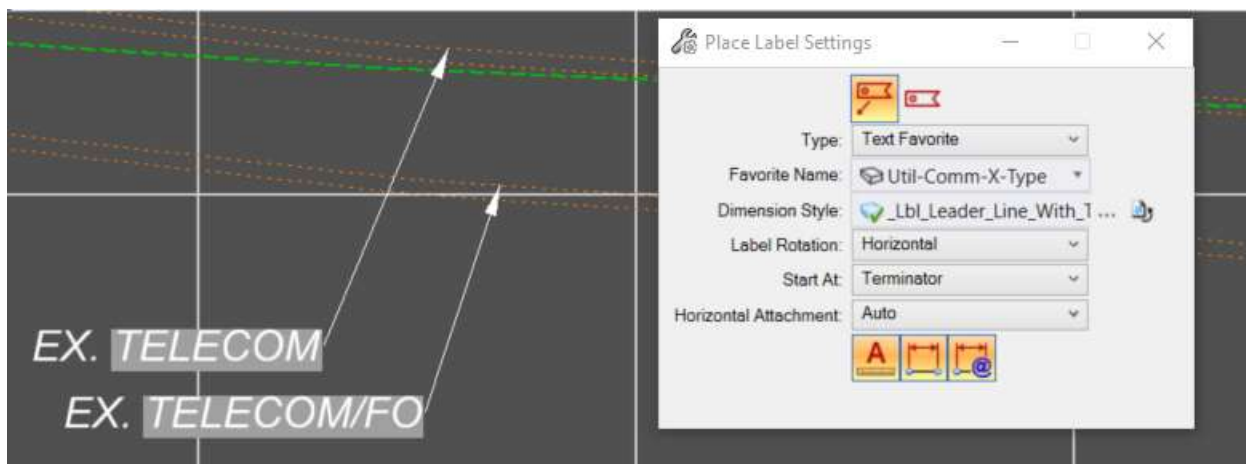 Place Label Settings
Type: Text Favorite
Favorite Name: Util-Comm-X-Type
Dimension Style: _Lbl_Leader_Line_With_T ...
Label Rotation: Horizontal
Start At: Terminator
Horizontal Attachment: Auto
A
@
EX. TELECOM
EX. TELECOM/FO